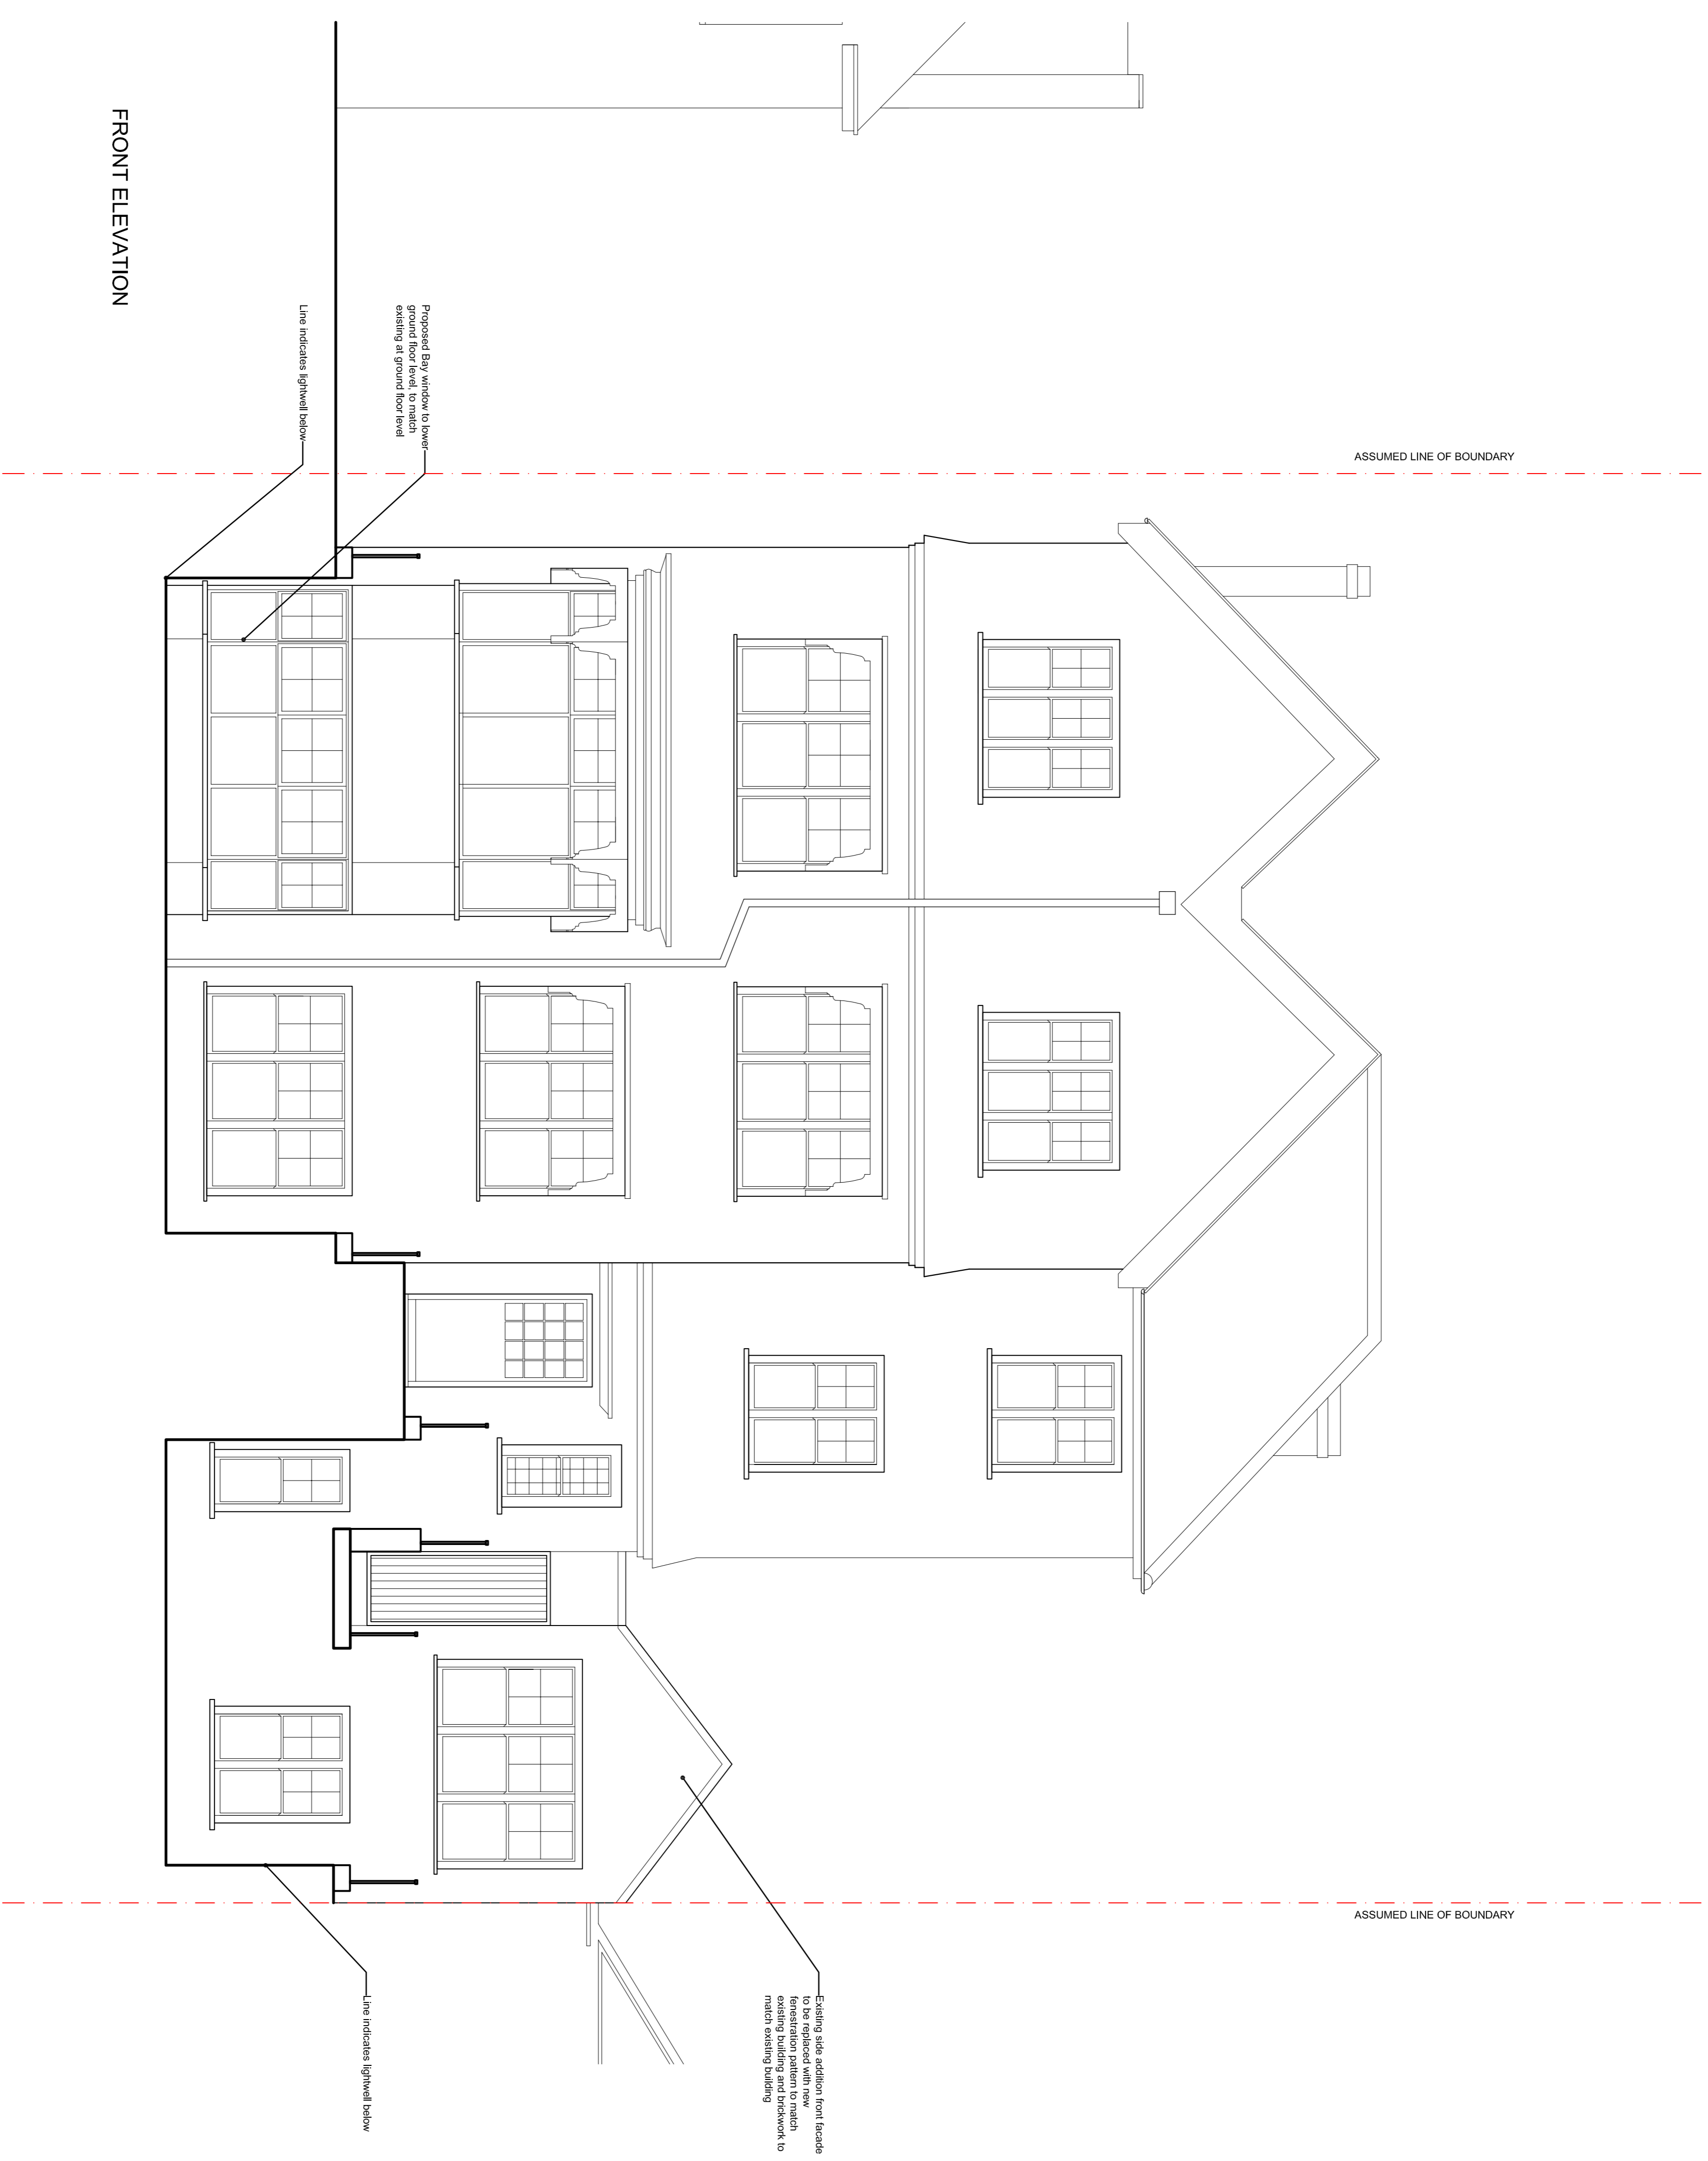 ASSUMED LINE OF BOUNDARY
ASSUMED LINE OF BOUNDARY
Existing side addition front facade
to be replaced with new
fenestration pattern to match
existing building and brickwork to
match existing building
Proposed Bay window to lower
ground floor level, to match
existing at ground floor level
Line indicates lightwell below
Line indicates lightwell below
FRONT ELEVATION